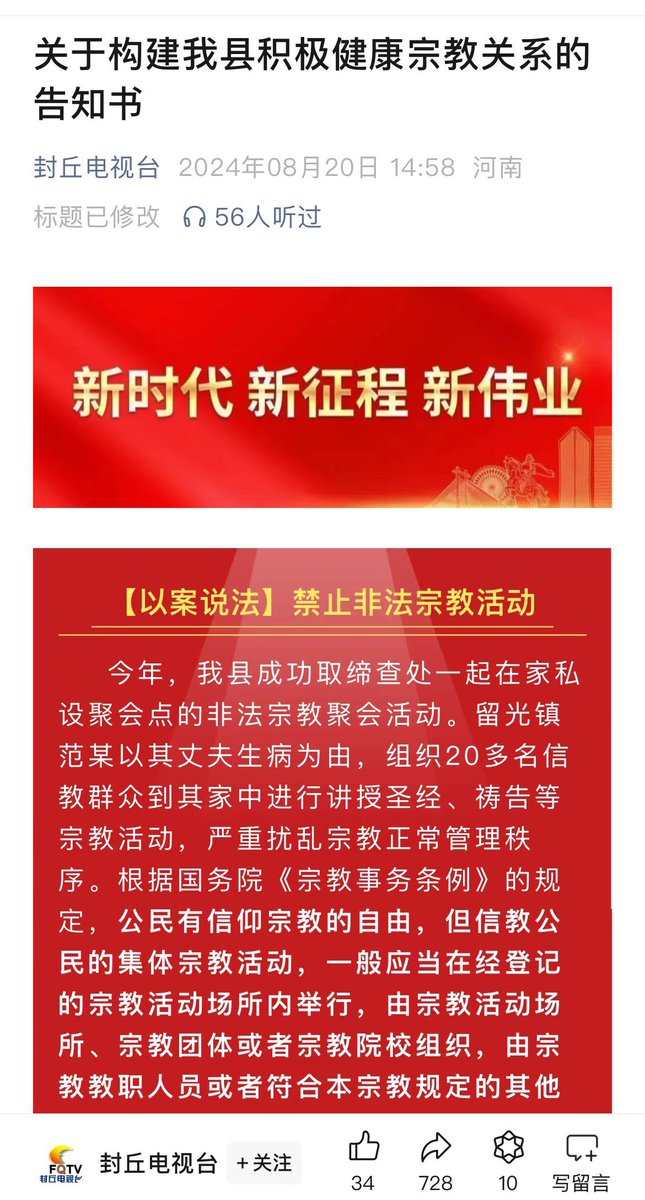 关于构建我县积极健康宗教关系的
告知书
封丘电视台 2024年08月20日 14:58 河南
标题已修改 56人听过
新时代 新征程 新伟业
【以案说法】禁止非法宗教活动
今年，我县成功取缔查处一起在家私
设聚会点的非法宗教聚会活动。留光镇
范某以其丈夫生病为由，组织20多名信
教群众到其家中进行讲授圣经、祷告等
宗教活动，严重扰乱宗教正常管理秩
序。根据国务院《宗教事务条例》的规
定，公民有信仰宗教的自由，但信教公
民的集体宗教活动，一般应当在经登记
的宗教活动场所内举行，由宗教活动场
所、宗教团体或者宗教院校组织，由宗
教教职人员或者符合本宗教规定的其他
FQTV
封丘电视台
封丘电视台
+关注
34
728
10
写留言